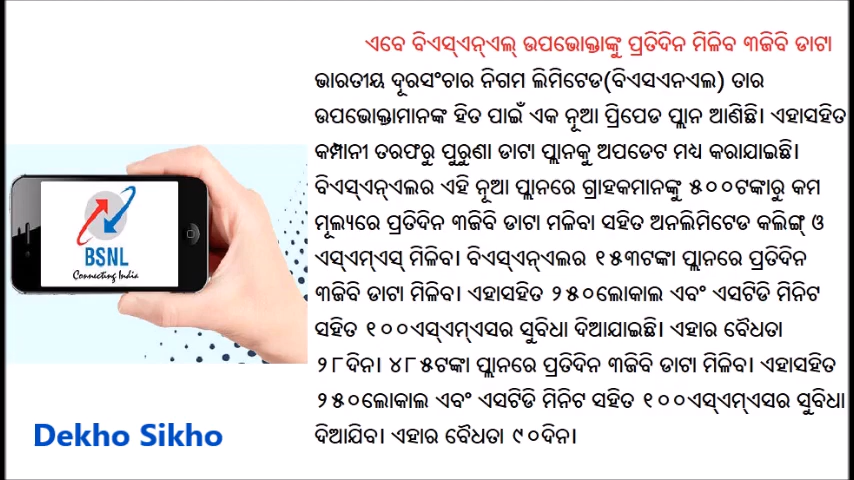 ଏବେ ବିଏସ୍ଏନ୍ଏଲ୍ ଉପଭୋକ୍ତାଙ୍କୁ ପ୍ରତିଦିନ ମିଳିବ ୩ଜିବି ଡାଟା
ଭାରତୀୟ ଦୂରସଂଚାର ନିଗମ ଲିମିଟେଡ(ବିଏସଏନଏଲ) ତାର
ଉପଭୋକ୍ତାମାନଙ୍କ ହିତ ପାଇଁ ଏକ ନୂଆ ପ୍ରିପେଡ ପ୍ଲାନ ଆଣିଛି। ଏହାସହିତ
କମ୍ପାନୀ ତରଫରୁ ପୁରୁଣା ଡାଟା ପ୍ଲାନକୁ ଅପଡେଟ ମଧ୍ୟ କରାଯାଇଛି।
ବିଏସ୍ଏନ୍ଏଲର ଏହି ନୂଆ ପ୍ଲାନରେ ଗ୍ରାହକମାନଙ୍କୁ ୫୦୦ଟଙ୍କାରୁ କମ
ମୂଲ୍ୟରେ ପ୍ରତିଦିନ ୩ଜିବି ଡାଟା ମଳିବା ସହିତ ଅନଲିମିଟେଡ କଲିଙ୍ଗ୍ ଓ
ଏସ୍ଏମ୍ଏସ୍ ମିଳିବ। ବିଏସ୍ଏନ୍ଏଲର ୧୫୩ଟଙ୍କା ପ୍ଲାନରେ ପ୍ରତିଦିନ
୩ଜିବି ଡାଟା ମିଳିବ। ଏହାସହିତ ୨୫୦ଲୋକାଲ ଏବଂ ଏସଟିଡି ମିନିଟ
ସହିତ ୧୦୦ଏସ୍ଏମ୍ଏସର ସୁବିଧା ଦିଆଯାଇଛି। ଏହାର ବୈଧତା
୨୮ଦିନ। ୪୮୫ଟଙ୍କା ପ୍ଲାନରେ ପ୍ରତିଦିନ ୩ଜିବି ଡାଟା ମିଳିବ। ଏହାସହିତ
୨୫୦ଲୋକାଲ ଏବଂ ଏସଟିଡି ମିନିଟ ସହିତ ୧୦୦ଏସ୍ଏମ୍ଏସର ସୁବିଧା
ଦିଆଯିବ। ଏହାର ବୈଧତା ୯୦ଦିନ।
BSNL
Connecting India
Dekho Sikho